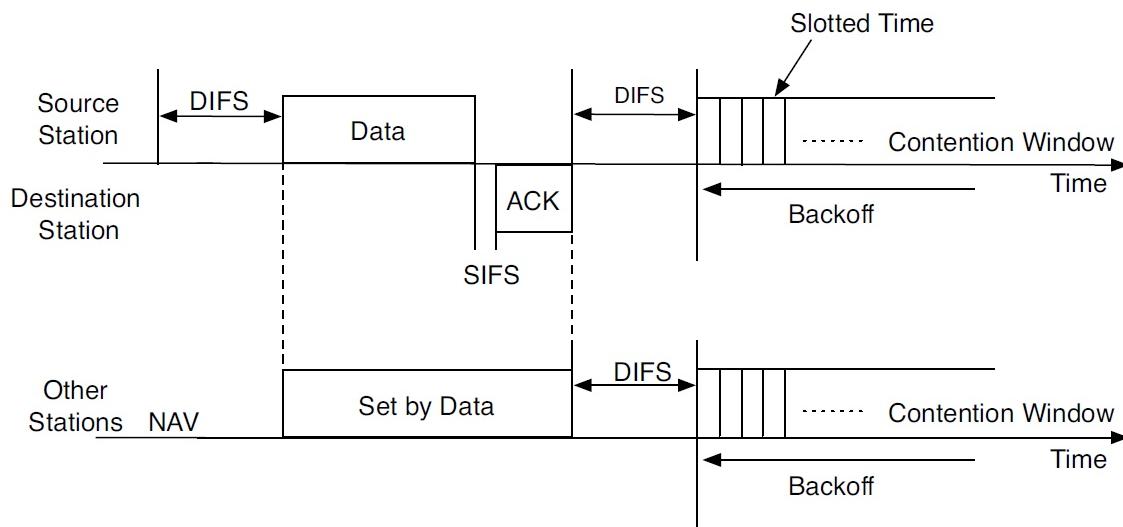 Slotted Time
Source
Station
DIFS
Data
DIFS
Contention Window
Time
Destination
Station
ACK
Backoff
SIFS
Other
Stations
NAV
Set by Data
DIFS
Contention Window
Time
Backoff